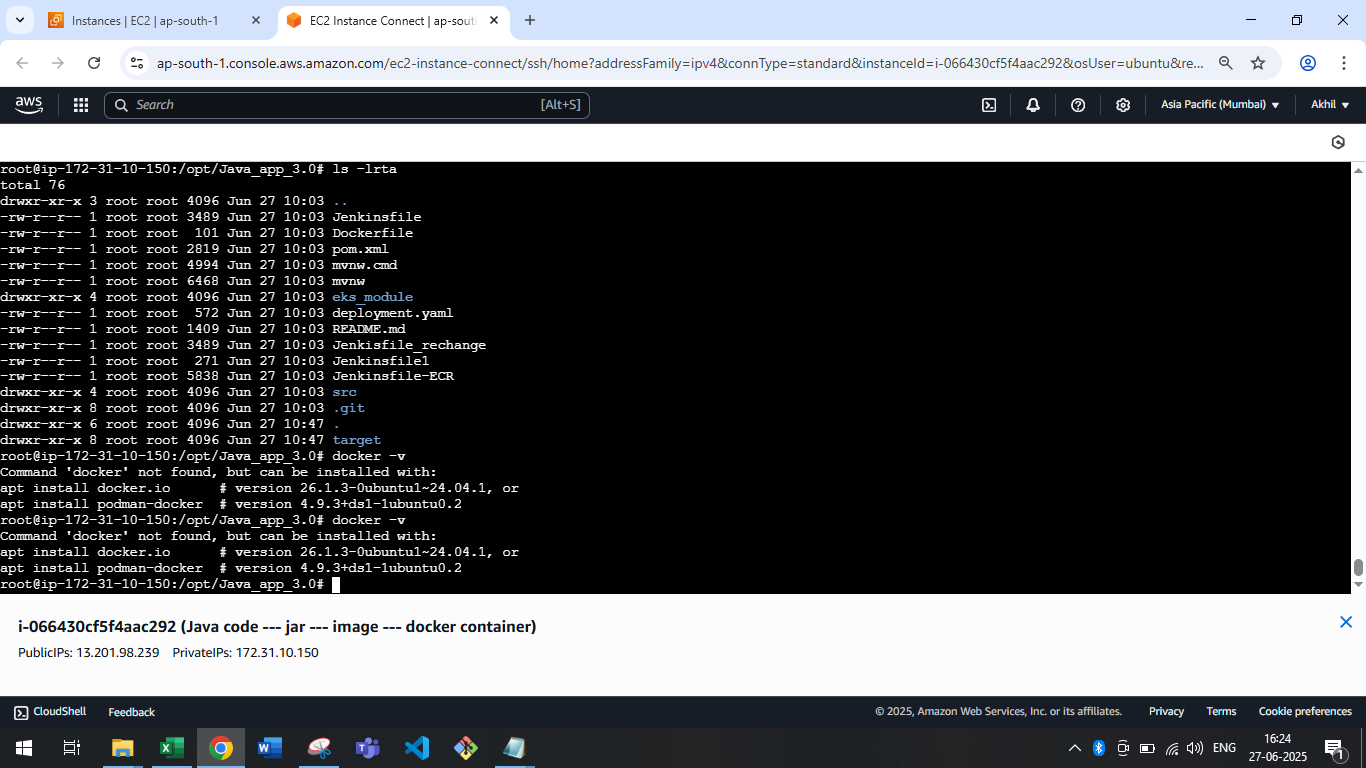 Instances | EC2 | ap-south-1
EC2 Instance Connect | ap-sout
ap-south-1.console.aws.amazon.com/ec2-instance-connect/ssh/home?addressFamily=ipv4&connType=standard&instanceId=i-066430cf5f4aac292&osUser=ubuntu&re...
aws
Search
[Alt+S]
Asia Pacific (Mumbai)
Akhil
root@ip-172-31-10-150:/opt/Java_app_3.0# ls -lrta
total 76
drwxr-xr-x 3 root root 4096 Jun 27 10:03 ..
-rw-r--r-- 1 root root 3489 Jun 27 10:03 Jenkinsfile
-rw-r--r-- 1 root root  101 Jun 27 10:03 Dockerfile
-rw-r--r-- 1 root root 2819 Jun 27 10:03 pom.xml
-rw-r--r-- 1 root root 4994 Jun 27 10:03 mvnw.cmd
-rw-r--r-- 1 root root 6468 Jun 27 10:03 mvnw
drwxr-xr-x 4 root root 4096 Jun 27 10:03 eks_module
-rw-r--r-- 1 root root  572 Jun 27 10:03 deployment.yaml
-rw-r--r-- 1 root root 1409 Jun 27 10:03 README.md
-rw-r--r-- 1 root root 3489 Jun 27 10:03 Jenkisfile_rechange
-rw-r--r-- 1 root root  271 Jun 27 10:03 Jenkinsfile1
-rw-r--r-- 1 root root 5838 Jun 27 10:03 Jenkinsfile-ECR
drwxr-xr-x 4 root root 4096 Jun 27 10:03 src
drwxr-xr-x 8 root root 4096 Jun 27 10:03 .git
drwxr-xr-x 6 root root 4096 Jun 27 10:47 .
drwxr-xr-x 8 root root 4096 Jun 27 10:47 target
root@ip-172-31-10-150:/opt/Java_app_3.0# docker -v
Command 'docker' not found, but can be installed with:
apt install docker.io      # version 26.1.3-0ubuntu1~24.04.1, or
apt install podman-docker  # version 4.9.3+ds1-1ubuntu0.2
root@ip-172-31-10-150:/opt/Java_app_3.0# docker -v
Command 'docker' not found, but can be installed with:
apt install docker.io      # version 26.1.3-0ubuntu1~24.04.1, or
apt install podman-docker  # version 4.9.3+ds1-1ubuntu0.2
root@ip-172-31-10-150:/opt/Java_app_3.0#
i-066430cf5f4aac292 (Java code --- jar --- image --- docker container)
PublicIPs: 13.201.98.239 PrivateIPs: 172.31.10.150
CloudShell
Feedback
© 2025, Amazon Web Services, Inc. or its affiliates.
Privacy
Terms
Cookie preferences
ENG
16:24
27-06-2025
1